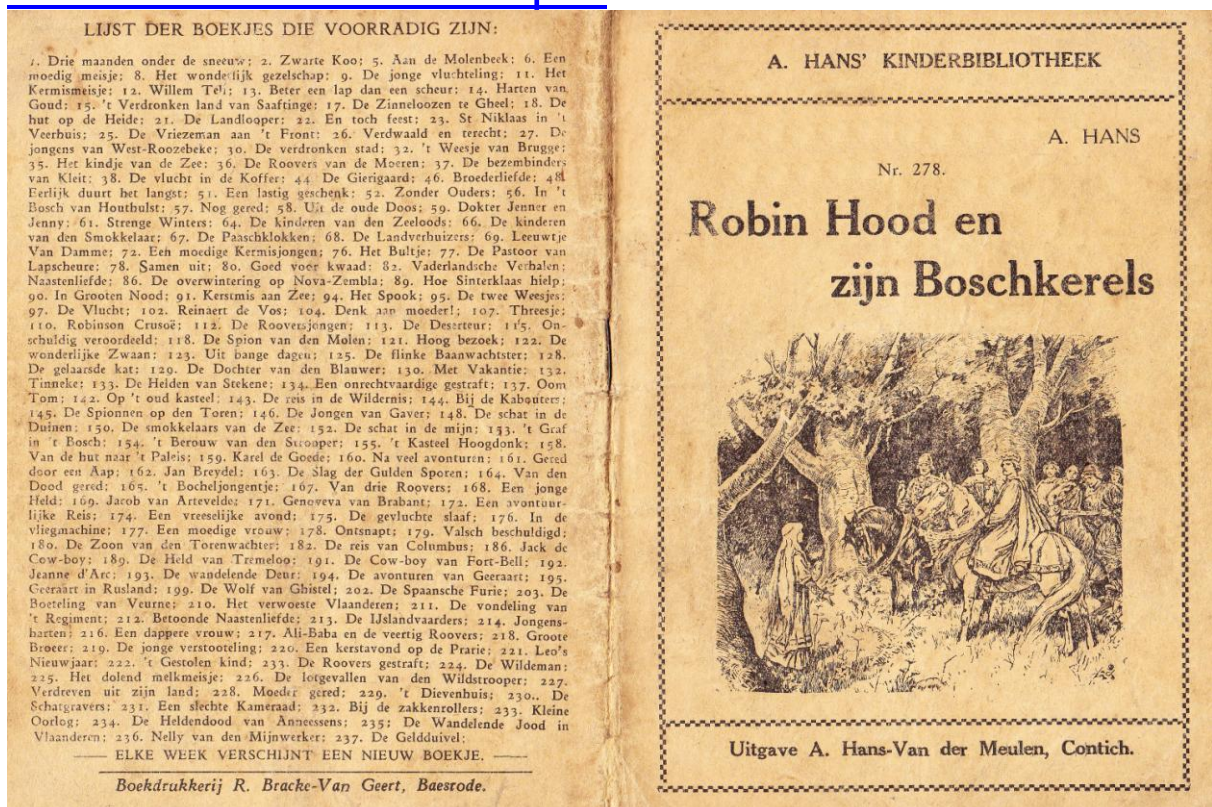 LIJST DER BOEKJES DIE VOORRADIG ZIJN:
1. Drie maanden onder de sneeuw; 2. Zwarte Koo; 5. Aan de Molenbeek; 6. Een
moedig meisje; 8. Het wonderlijk gezelschap; 9. De jonge vluchteling; 11. Het
Kermismeisje; 12. Willem Tell; 13. Beter een lap dan een scheur; 14. Harten van
Goud; 15. 't Verdronken land van Saaftinge; 17. De Zinneloozen te Gheel; 18. De
hut op de Heide; 21. De Landlooper; 22. En toch feest; 23. St Niklaas in 't
Veerhuis; 25. De Vriezeman aan 't Front; 26. Verdwaald en terecht; 27. De
jongens van West-Roozebeke; 30. De verdronken stad; 32. 't Weesje van Brugge;
35. Het kindje van de Zee; 36. De Roovers van de Moeren; 37. De bezembinders
van Kleit; 38. De vlucht in de Koffer; 44 De Gierigaard; 46. Broederliefde; 48.
Eerlijk duurt het langst; 51. Een lastig geschenk; 52. Zonder Ouders; 56. In 't
Bosch van Houthulst; 57. Nog gered; 58. Uit de oude Doos; 59. Dokter Jenner en
Jenny; 61. Strenge Winters; 64. De kinderen van den Zeeloods; 66. De kinderen
van den Smokkelaar; 67. De Paaschklokken; 68. De Landverhuizers; 69. Leeuwtje
Van Damme; 72. Een moedige Kermisjongen; 76. Het Bultje; 77. De Pastoor van
Lapscheure; 78. Samen uit; 80. Goed voor kwaad; 82. Vaderlandsche Verhalen;
Naastenliefde; 86. De overwintering op Nova-Zembla; 89. Hoe Sinterklaas hielp;
90. In Grooten Nood; 91. Kerstmis aan Zee; 94. Het Spook; 95. De twee Weesjes;
97. De Vlucht; 102. Reinaert de Vos; 104. Denk aan moeder!; 107. Threesje;
110. Robinson Crusoë; 112. De Rooversjongen; 113. De Deserteur; 115. On-
schuldig veroordeeld; 118. De Spion van den Molen; 121. Hoog bezoek; 122. De
wonderlijke Zwaan; 123. Uit bange dagen; 125. De flinke Baanwachtster; 128.
De gelaarsde kat; 129. De Dochter van den Blauwer; 130. Met Vakantie; 132.
Tinneke; 133. De Helden van Stekene; 134. Een onrechtvaardige gestraft; 137. Oom
Tom; 142. Op 't oud kasteel; 143. De reis in de Wildernis; 144. Bij de Kabouters;
145. De Spionnen op den Toren; 146. De Jongen van Gaver; 148. De schat in de
Duinen; 150. De smokkelaars van de Zee; 152. De schat in de mijn; 133. 't Graf
in 't Bosch; 154. 't Berouw van den Strooper; 155. 't Kasteel Hoogdonk; 158.
Van de hut naar 't Paleis; 159. Karel de Goede; 160. Na veel avonturen; 161. Gered
door een Aap; 162. Jan Breydel; 163. De Slag der Gulden Sporen; 164. Van den
Dood gered; 165. 't Bocheljongentje; 167. Van drie Roovers; 168. Een jonge
Held; 169. Jacob van Artevelde; 171. Genoveva van Brabant; 172. Een avontuur-
lijke Reis; 174. Een vreeselijke avond; 175. De gevluchte slaaf; 176. In de
vliegmachine; 177. Een moedige vrouw; 178. Ontsnapt; 179. Valsch beschuldigd;
180. De Zoon van den Torenwachter; 182. De reis van Columbus; 186. Jack de
Cow-boy; 189. De Held van Tremeloo; 191. De Cow-boy van Fort-Bell; 192.
Jeanne d'Arc; 193. De wandelende Deur; 194. De avonturen van Geeraart; 195.
Geeraart in Rusland; 199. De Wolf van Ghistel; 202. De Spaansche Furie; 203. De
Boeteling van Veurne; 210. Het verwoeste Vlaanderen; 211. De vondeling van
't Regiment; 212. Betoonde Naastenliefde; 213. De IJslandvaarders; 214. Jongens-
harten; 216. Een dappere vrouw; 217. Ali-Baba en de veertig Roovers; 218. Groote
Broer; 219. De jonge verstooteling; 220. Een kerstavond op de Prarie; 221. Leo's
Nieuwjaar; 222. 't Gestolen kind; 233. De Roovers gestraft; 224. De Wildeman;
225. Het dolend melkmeisje; 226. De lotgevallen van den Wildstrooper; 227.
Verdreven uit zijn land; 228. Moeder gered; 229. 't Dievenhuis; 230.. De
Schatgravers; 231. Een slechte Kameraad; 232. Bij de zakkenrollers; 233. Kleine
Oorlog; 234. De Heldendood van Anneessens; 235; De Wandelende Jood in
Vlaanderen; 236. Nelly van den Mijnwerker; 237. De Geldduivel;
—— ELKE WEEK VERSCHIJNT EEN NIEUW BOEKJE. ——
Boekdrukkerij R. Bracke-Van Geert, Baesrode.
A. HANS' KINDERBIBLIOTHEEK
A. HANS
Nr. 278.
Robin Hood en
zijn Boschkerels
Uitgave A. Hans-Van der Meulen, Contich.